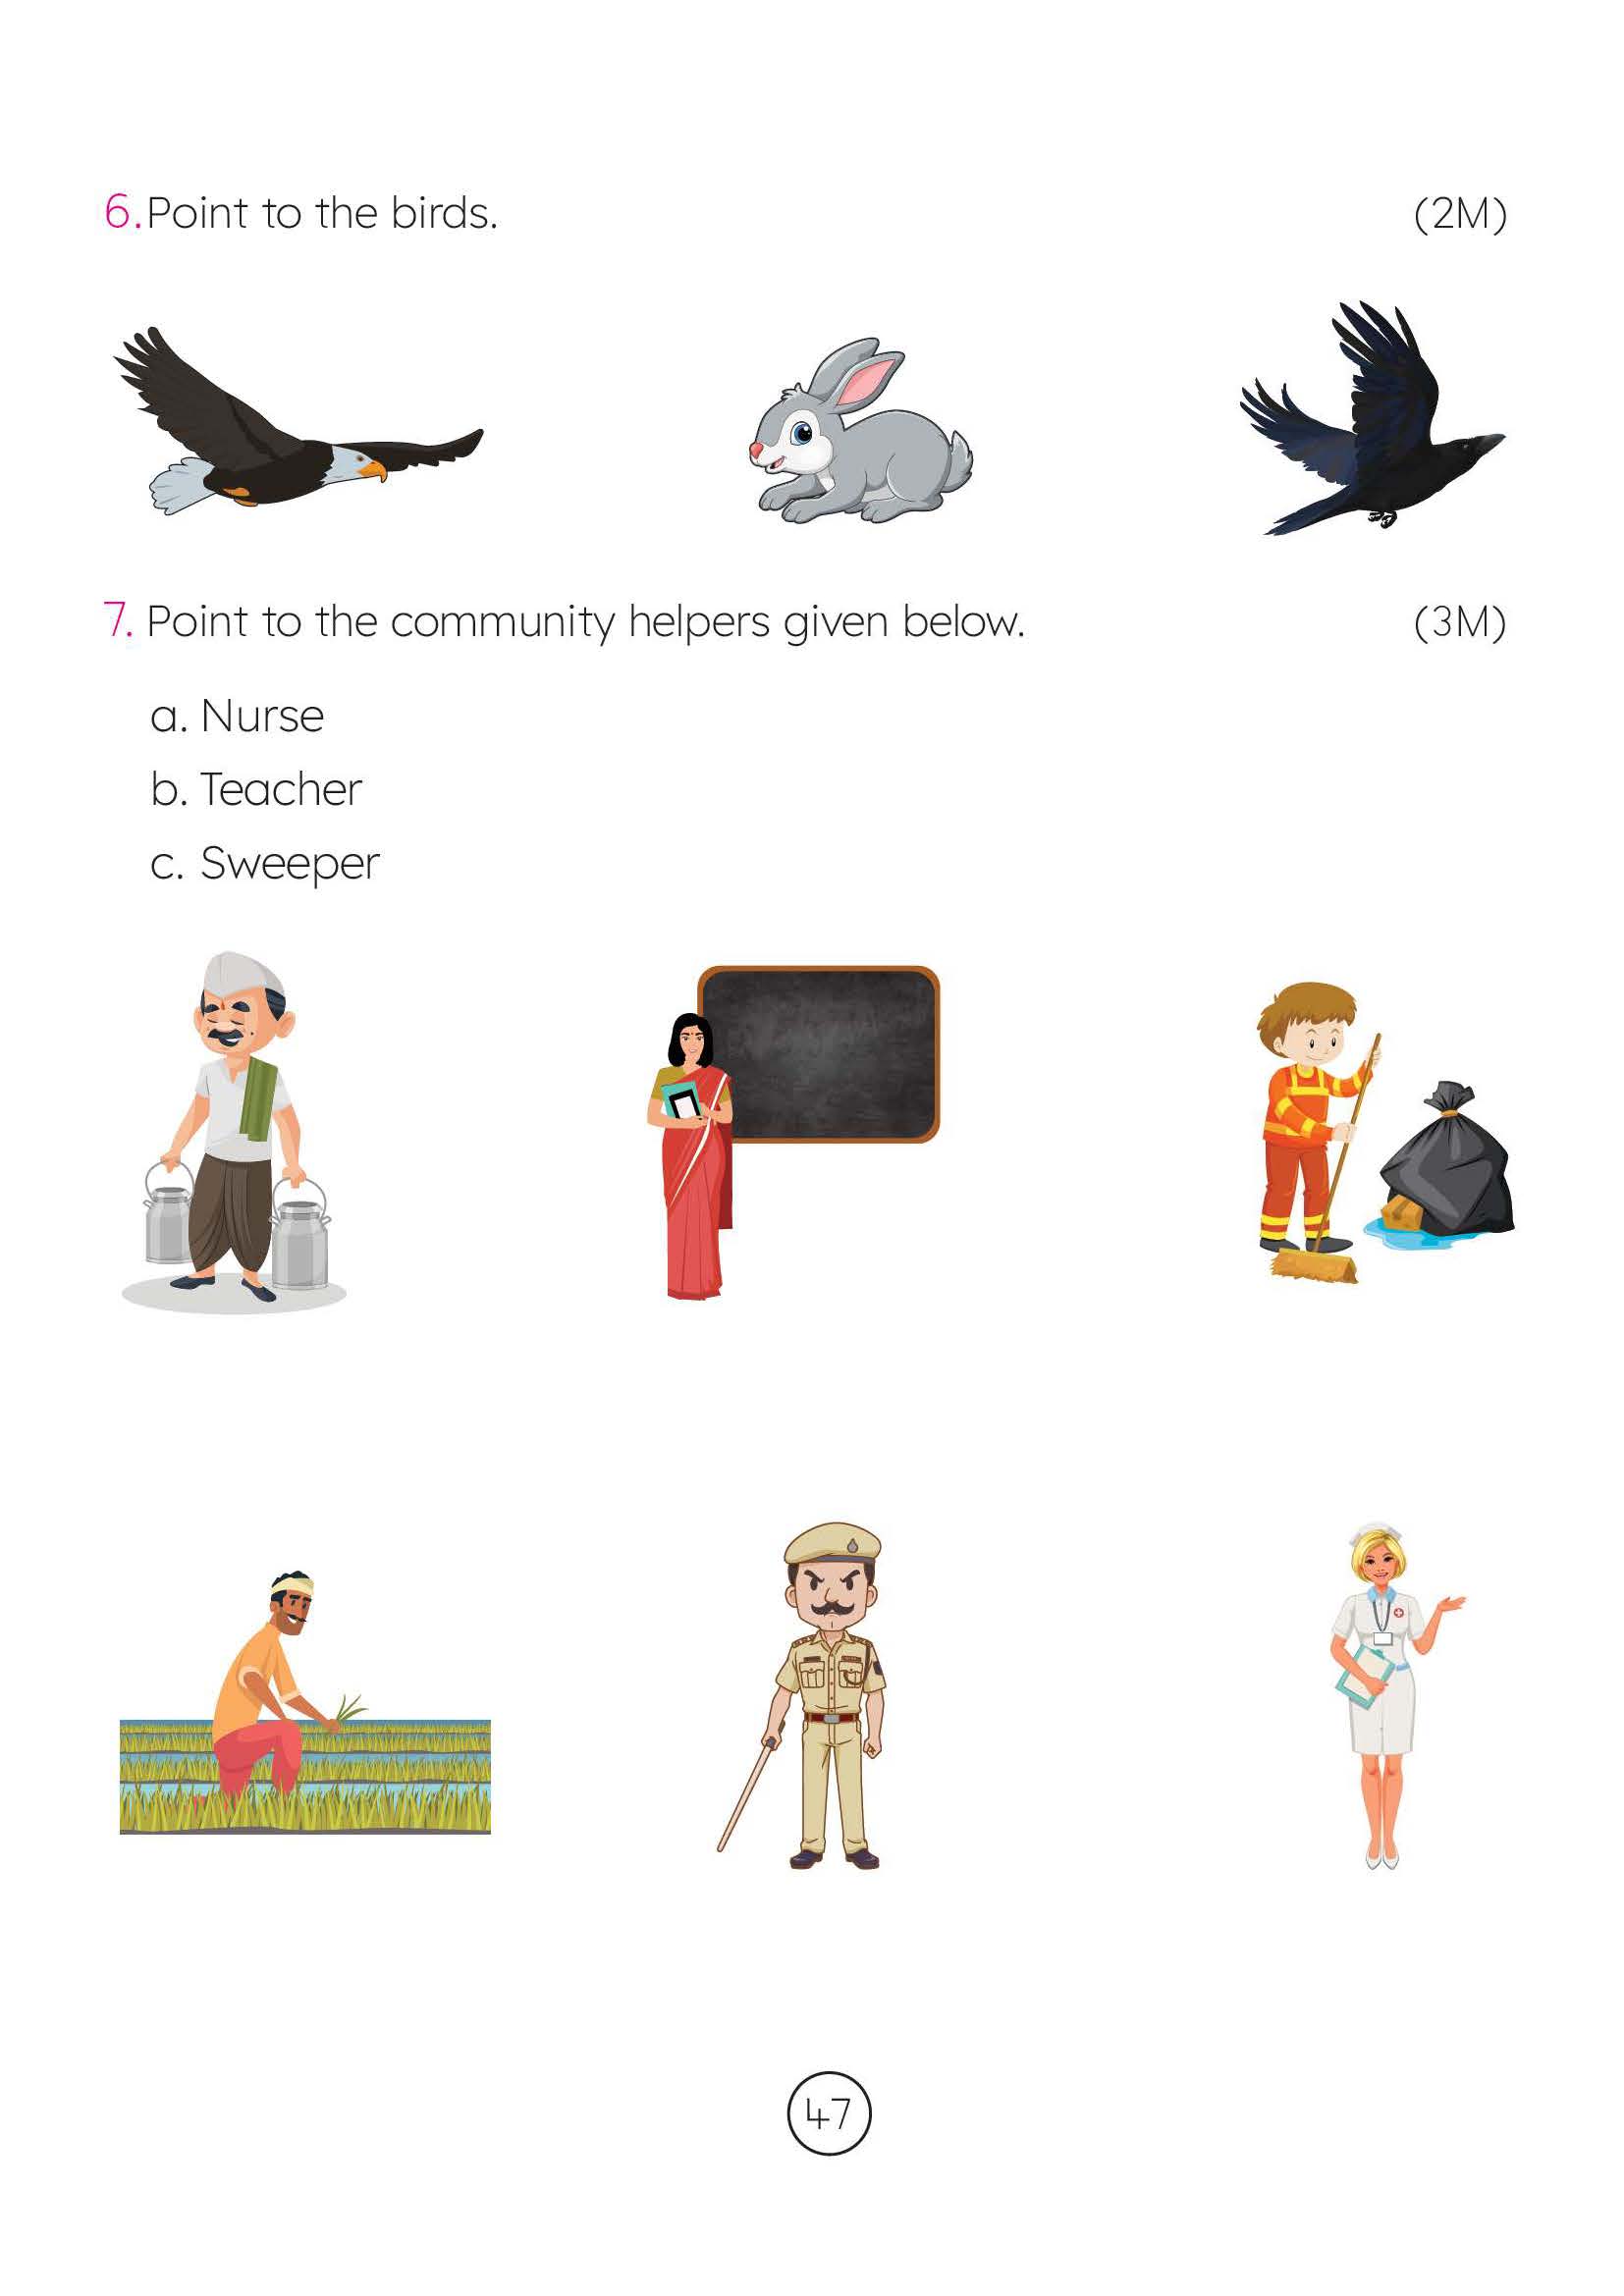 6. Point to the birds. (2M)
7. Point to the community helpers given below. (3M)
a. Nurse
b. Teacher
c. Sweeper
47